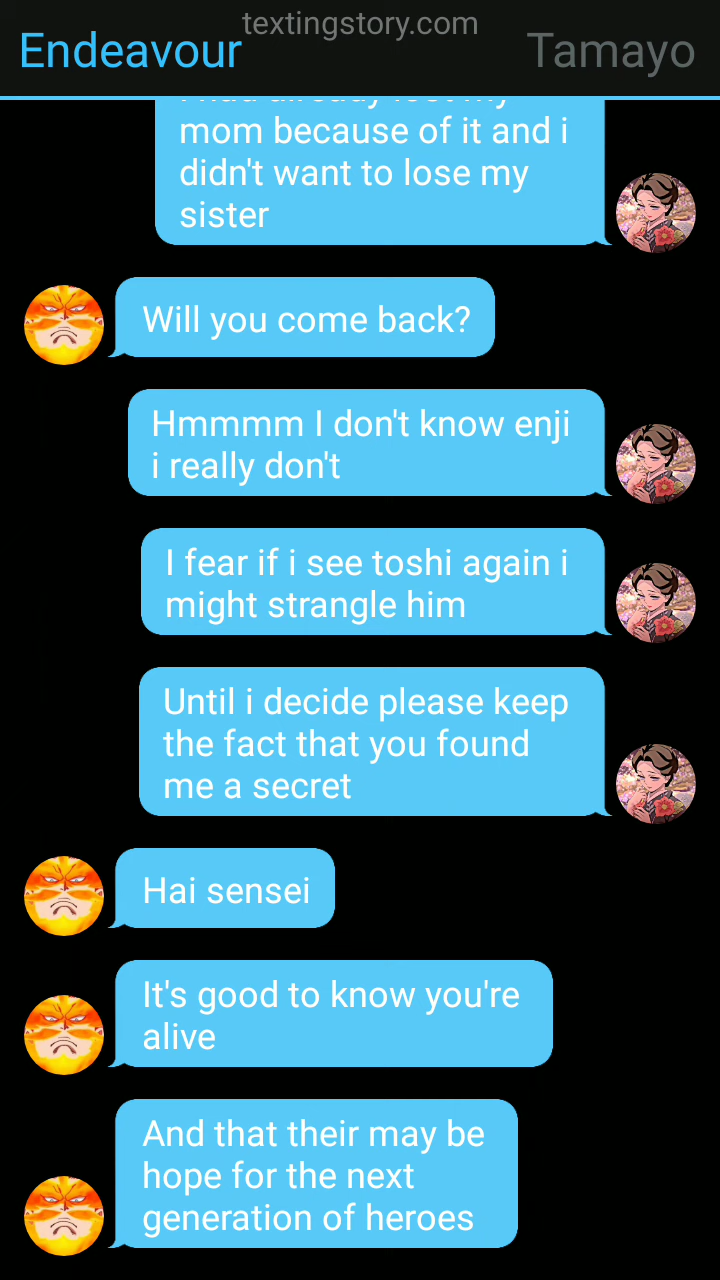 textingstory.com
Endeavour
Tamayo
mom because of it and i
didn't want to lose my
sister
Will you come back?
Hmmmm I don't know enji
i really don't
I fear if i see toshi again i
might strangle him
Until i decide please keep
the fact that you found
me a secret
Hai sensei
It's good to know you're
alive
And that their may be
hope for the next
generation of heroes